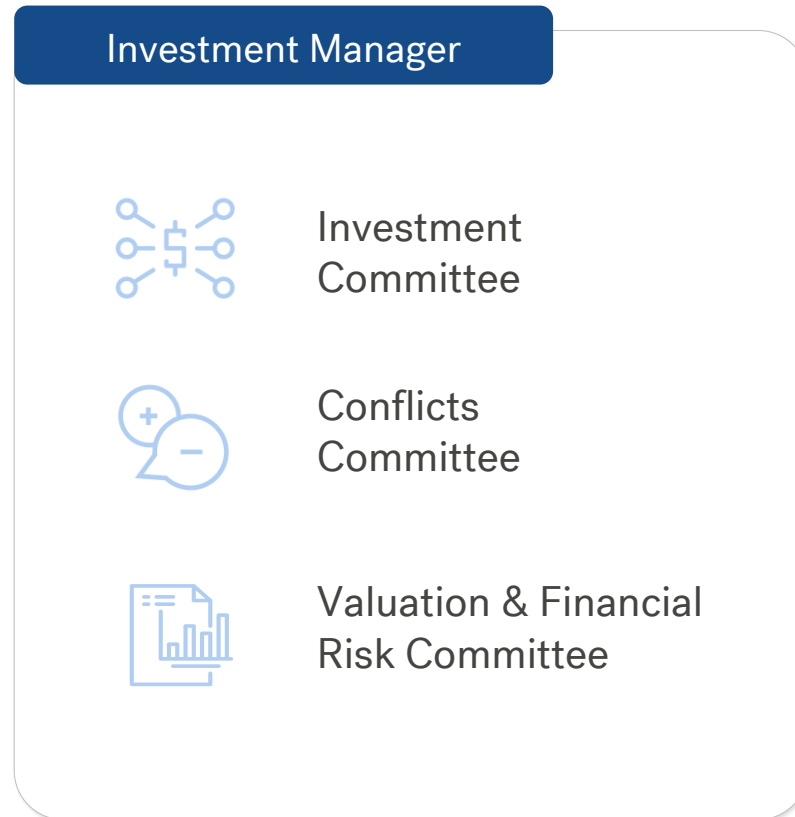 Investment Manager
Investment
Committee
Conflicts
Committee
Valuation & Financial
Risk Committee